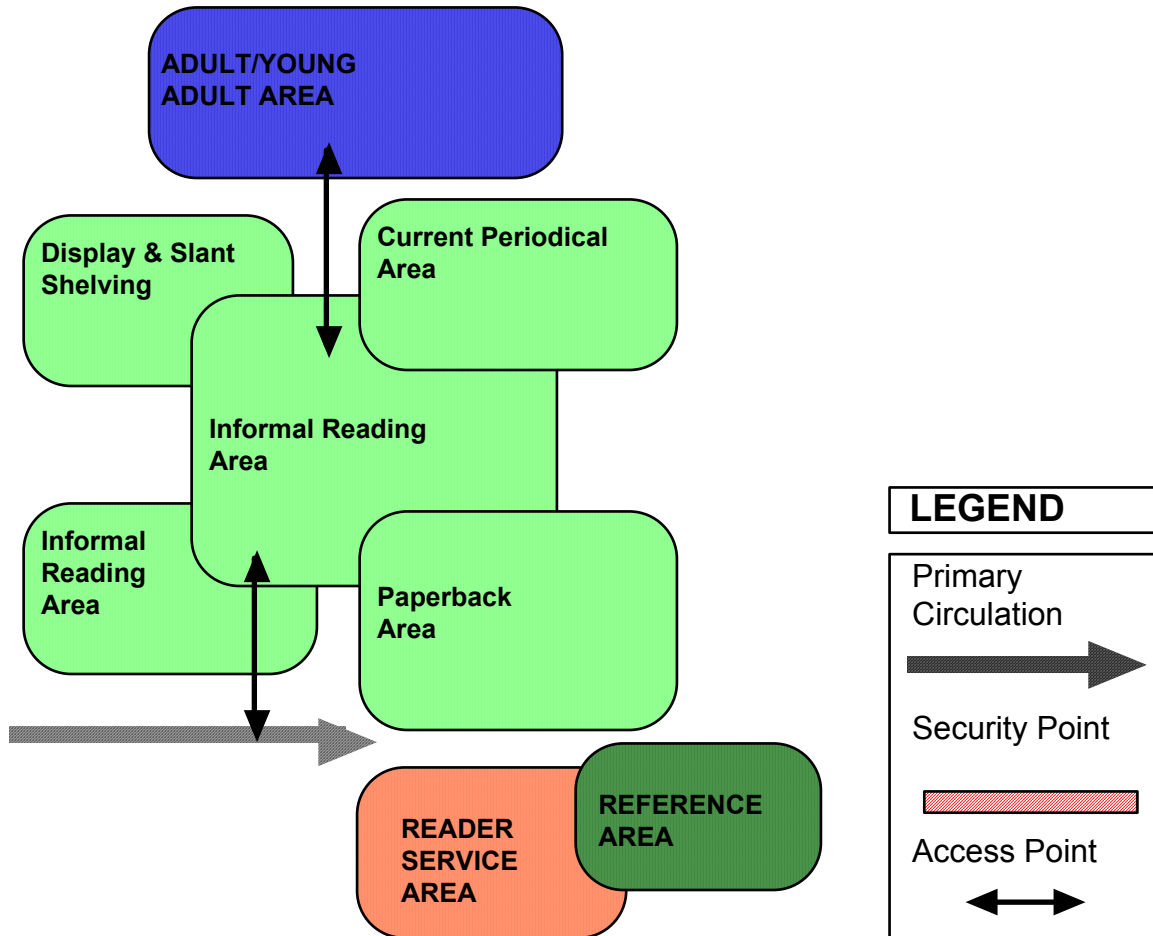 ADULT/YOUNG
ADULT AREA
Display & Slant
Shelving
Current Periodical
Area
Informal Reading
Area
Informal
Reading
Area
Paperback
Area
READER
SERVICE
AREA
REFERENCE
AREA
LEGEND
Primary
Circulation
Security Point
Access Point